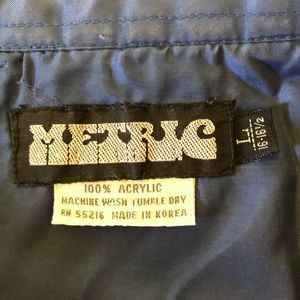 METRIC
L
16-16½
100% ACRYLIC
MACHINE WASH TUMBLE DRY
RN 55216 MADE IN KOREA